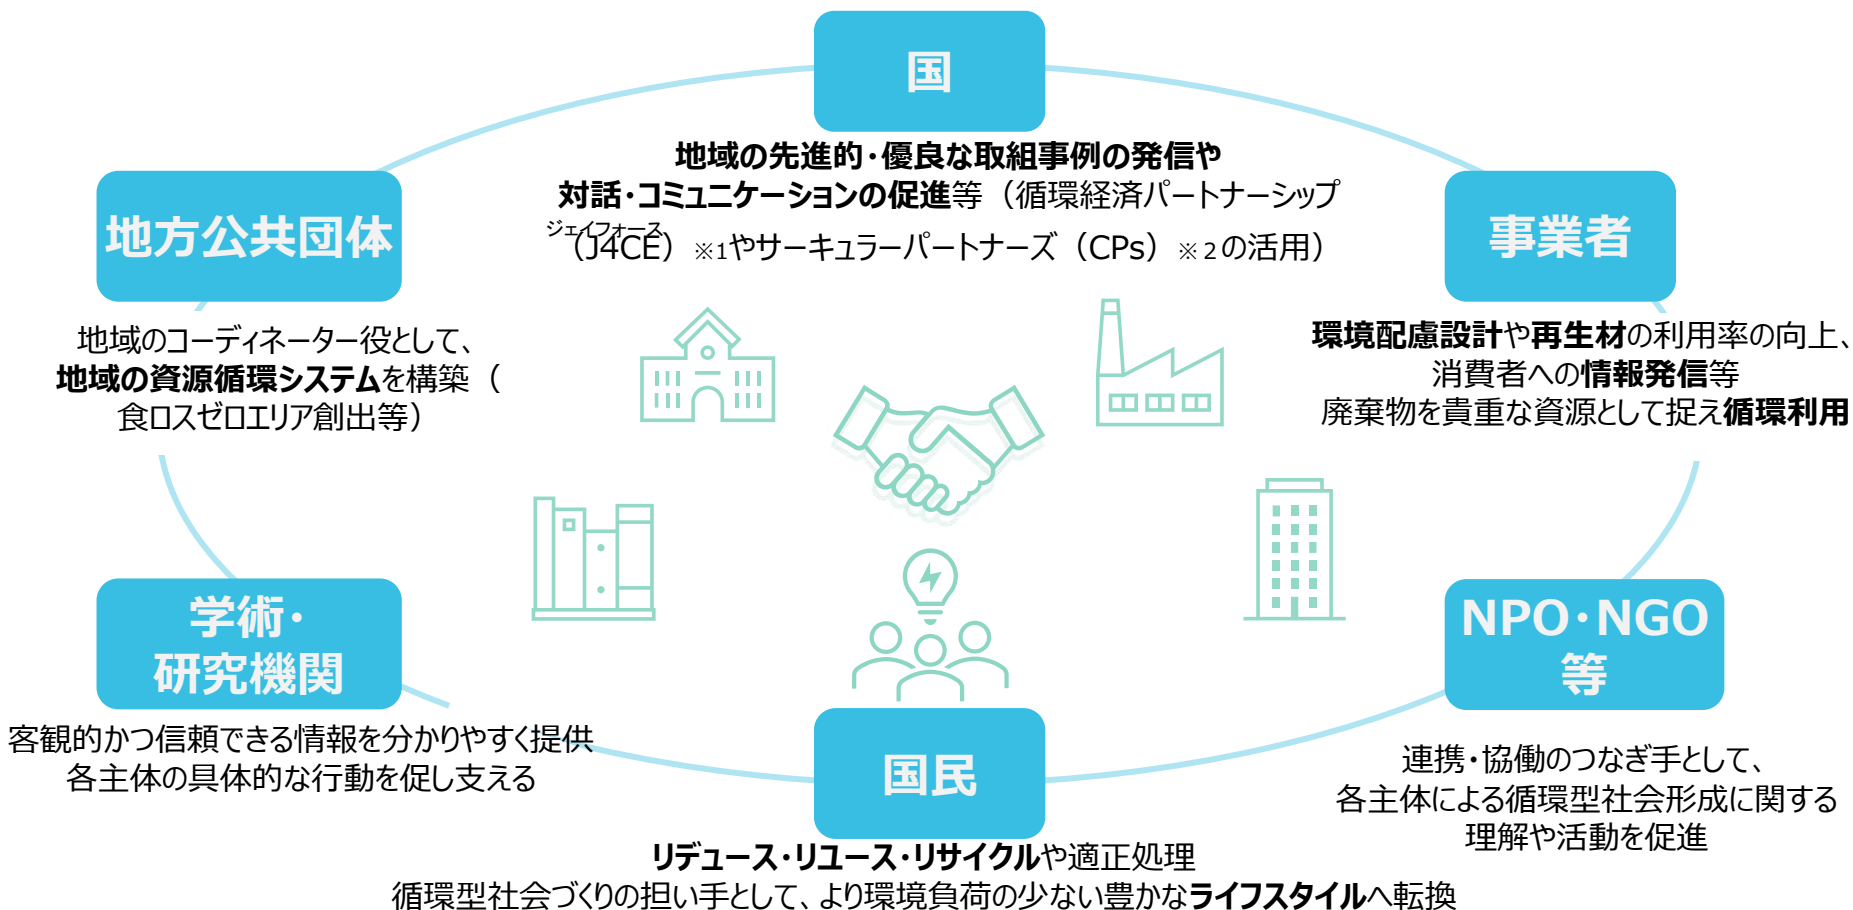 国
地域の先進的・優良な取組事例の発信や
対話・コミュニケーションの促進等（循環経済パートナーシップ
ジェイフォース
（J4CE）※1やサーキュラーパートナーズ（CPs）※２の活用）
地方公共団体
地域のコーディネーター役として、
地域の資源循環システムを構築（
食ロスゼロエリア創出等）
事業者
環境配慮設計や再生材の利用率の向上、
消費者への情報発信等
廃棄物を貴重な資源として捉え循環利用
学術・
研究機関
客観的かつ信頼できる情報を分かりやすく提供
各主体の具体的な行動を促し支える
NPO・NGO
等
連携・協働のつなぎ手として、
各主体による循環型社会形成に関する
理解や活動を促進
国民
リデュース・リユース・リサイクルや適正処理
循環型社会づくりの担い手として、より環境負荷の少ない豊かなライフスタイルへ転換